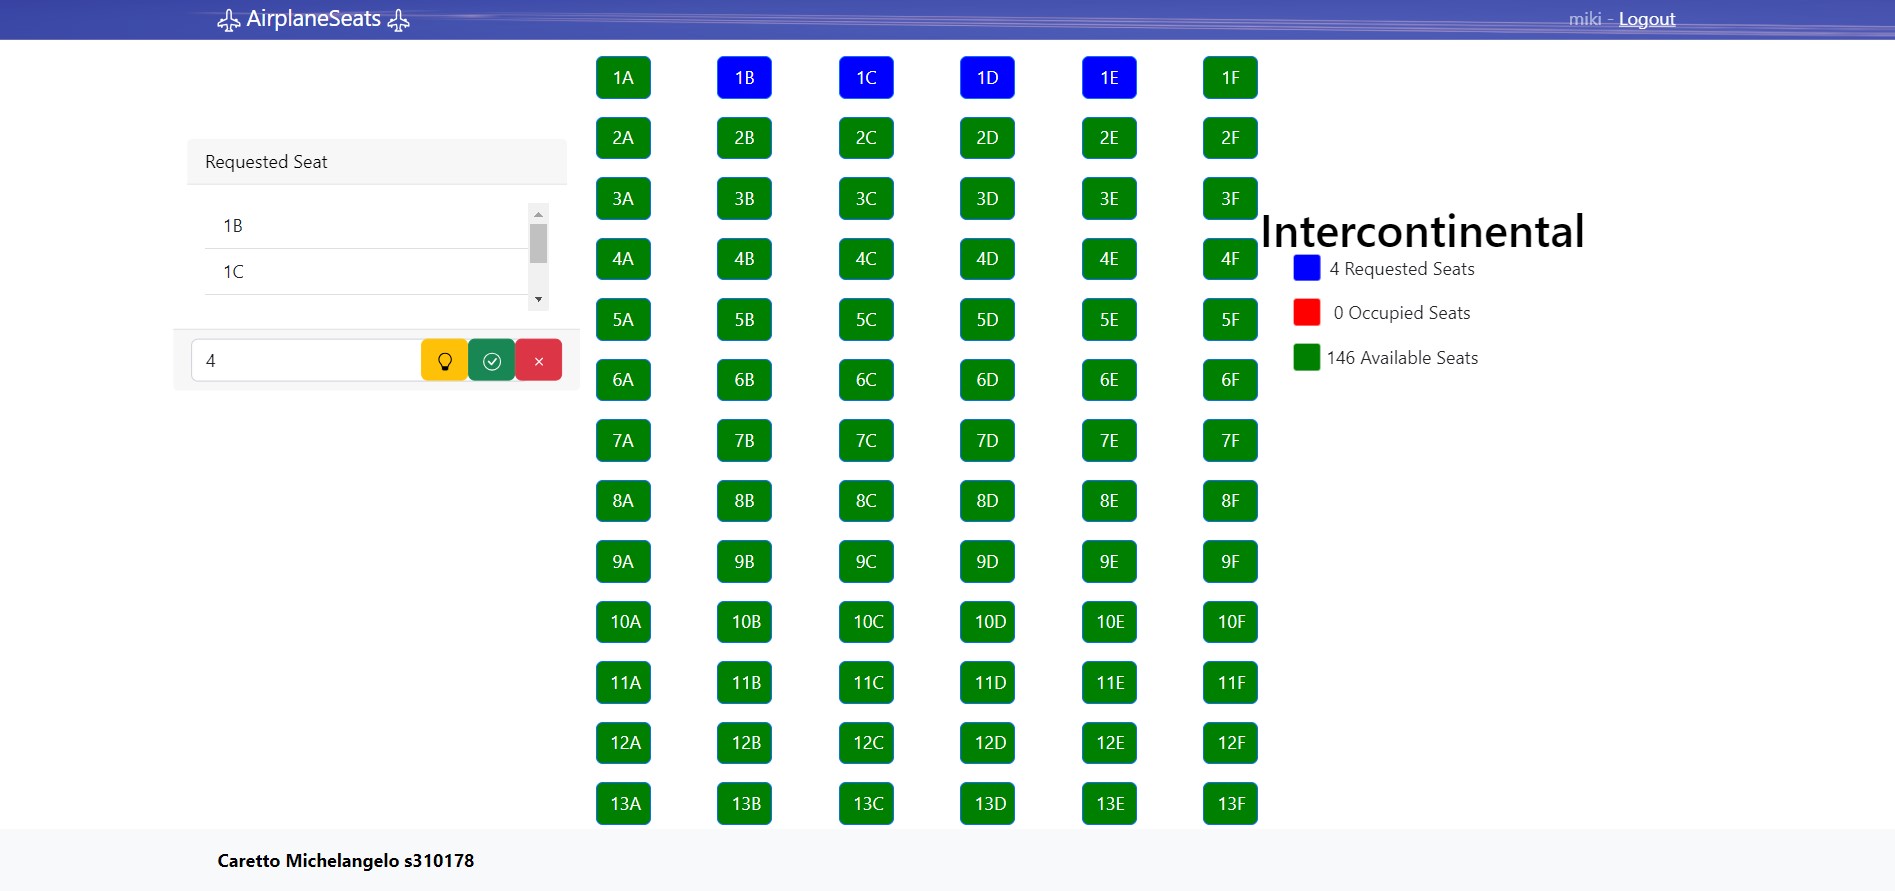 AirplaneSeats
miki - Logout
Requested Seat
1B
1C
4
1A 1B 1C 1D 1E 1F
2A 2B 2C 2D 2E 2F
3A 3B 3C 3D 3E 3F
4A 4B 4C 4D 4E 4F
5A 5B 5C 5D 5E 5F
6A 6B 6C 6D 6E 6F
7A 7B 7C 7D 7E 7F
8A 8B 8C 8D 8E 8F
9A 9B 9C 9D 9E 9F
10A 10B 10C 10D 10E 10F
11A 11B 11C 11D 11E 11F
12A 12B 12C 12D 12E 12F
13A 13B 13C 13D 13E 13F
Intercontinental
4 Requested Seats
0 Occupied Seats
146 Available Seats
Caretto Michelangelo s310178